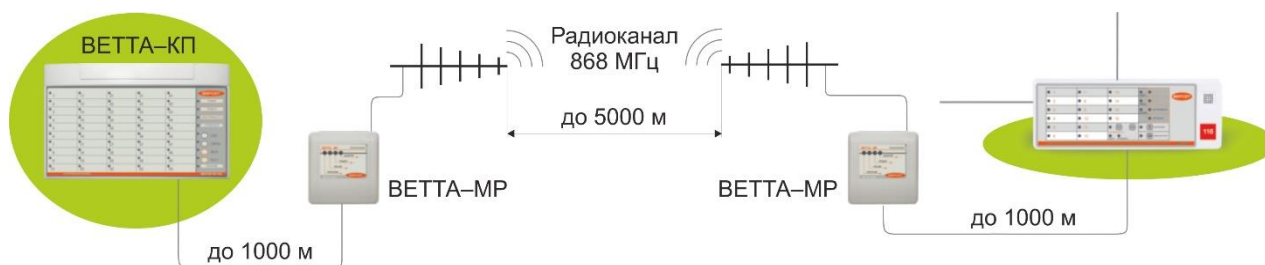 ВЕТТА–КП
Радиоканал
868 МГц
до 5000 м
ВЕТТА–МР
ВЕТТА–МР
до 1000 м
до 1000 м